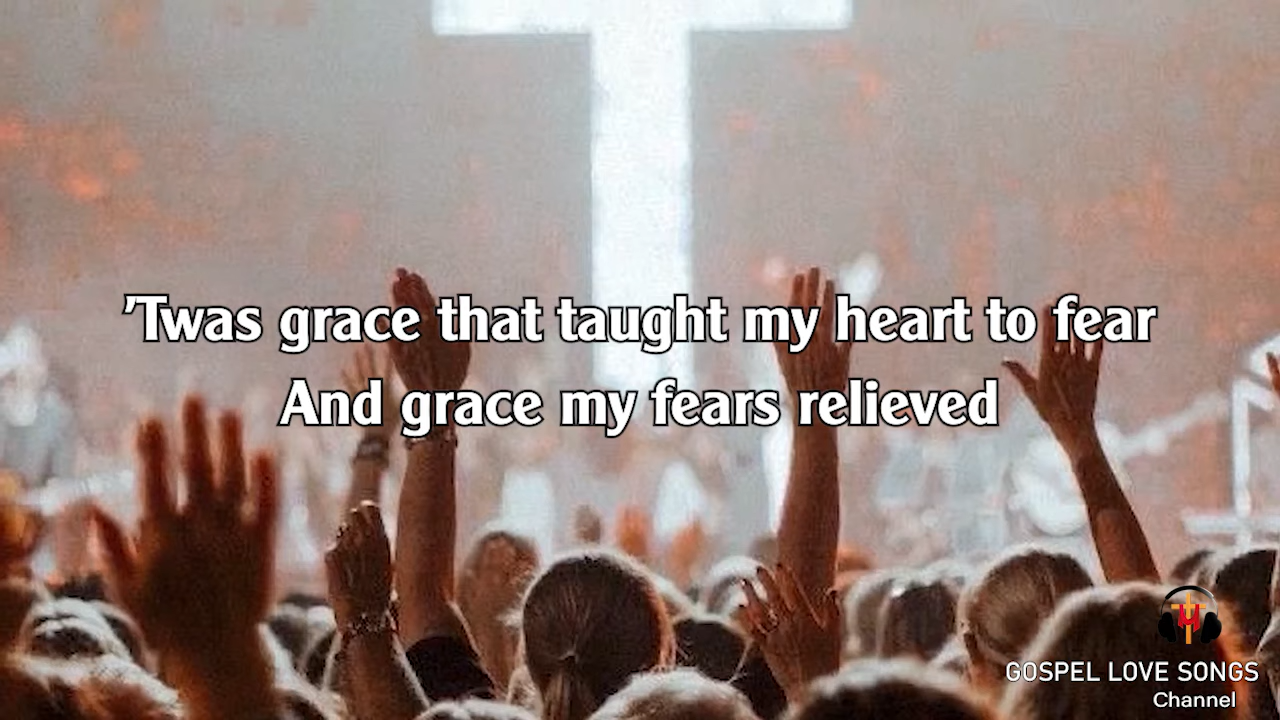 'Twas grace that taught my heart to fear
And grace my fears relieved
GOSPEL LOVE SONGS
Channel